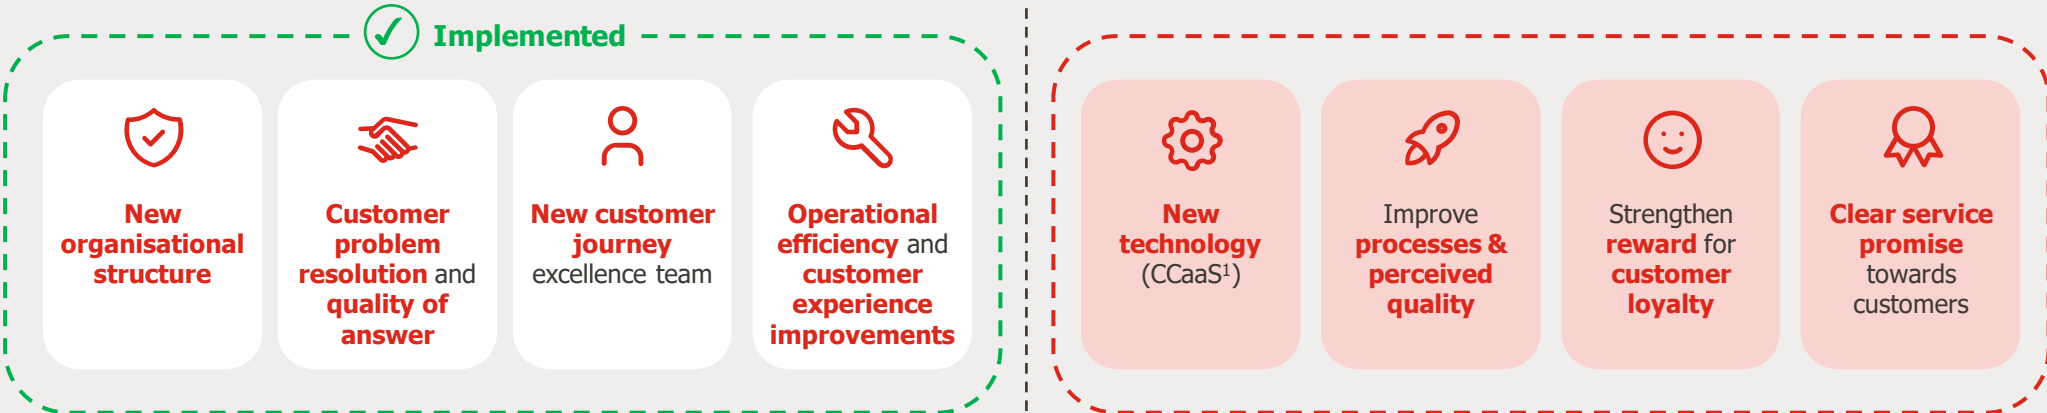 Implemented
New
organisational
structure
Customer
problem
resolution and
quality of
answer
New customer
journey
excellence team
Operational
efficiency and
customer
experience
improvements
New
technology
(CCaaS¹)
Improve
processes &
perceived
quality
Strengthen
reward for
customer
loyalty
Clear service
promise
towards
customers